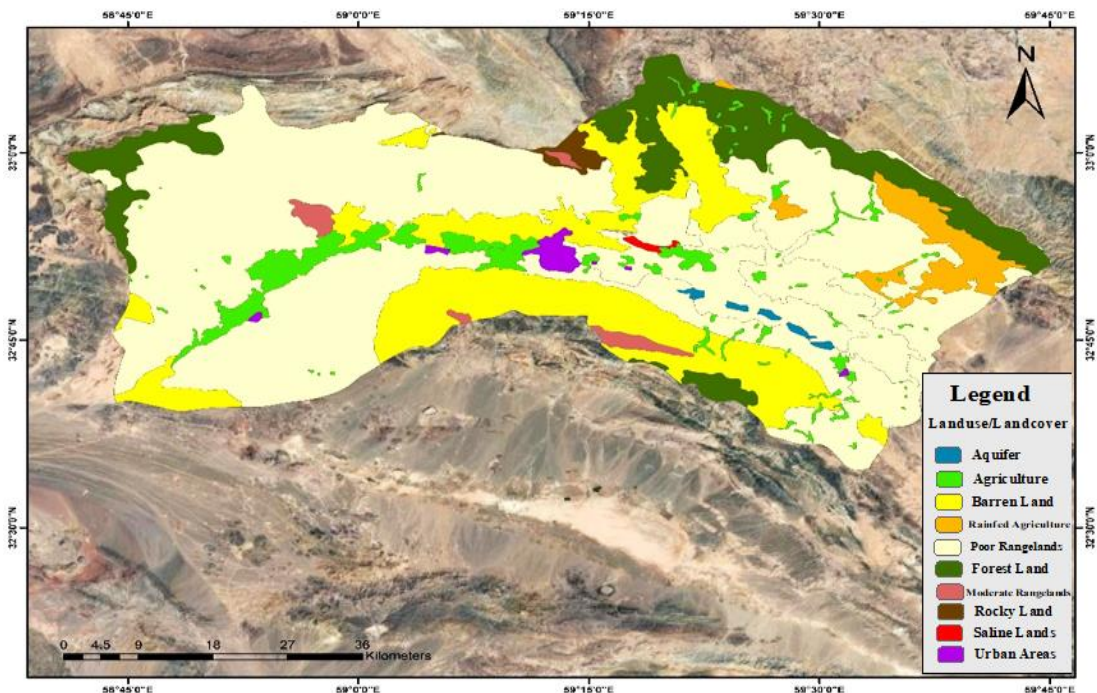 58°45'0"E 59°0'0"E 59°15'0"E 59°30'0"E 59°45'0"E
N
33°0'0"N 33°0'0"N
32°45'0"N 32°45'0"N
32°30'0"N 32°30'0"N
Legend
Landuse/Landcover
Aquifer
Agriculture
Barren Land
Rainfed Agriculture
Poor Rangelands
Forest Land
Moderate Rangelands
Rocky Land
Saline Lands
Urban Areas
0 4.5 9 18 27 36
Kilometers
58°45'0"E 59°0'0"E 59°15'0"E 59°30'0"E 59°45'0"E